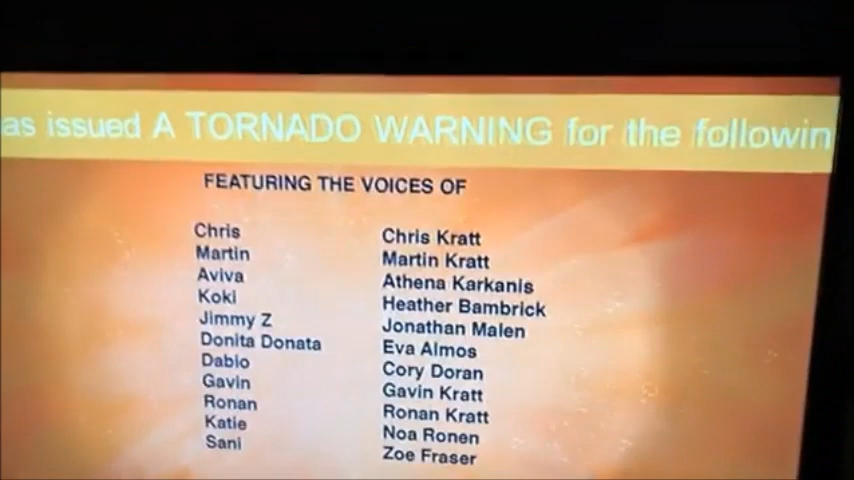 as issued A TORNADO WARNING for the followin
FEATURING THE VOICES OF
Chris Chris Kratt
Martin Martin Kratt
Aviva Athena Karkanis
Koki Heather Bambrick
Jimmy Z Jonathan Malen
Donita Donata Eva Almos
Dabio Cory Doran
Gavin Gavin Kratt
Ronan Ronan Kratt
Katie Noa Ronen
Sani Zoe Fraser